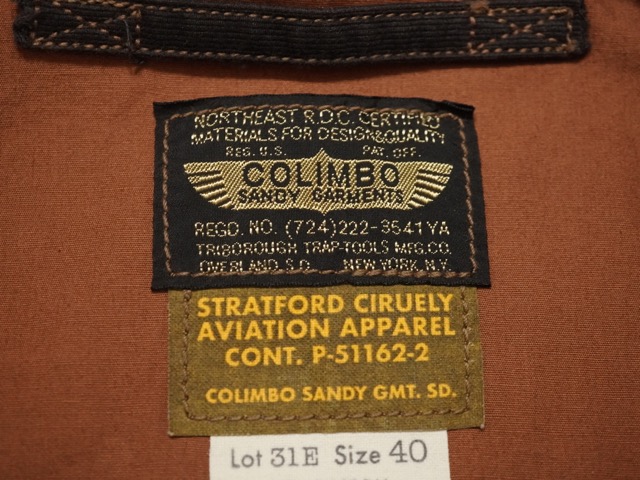 NORTHEAST R.D.C. CERTIFIED
MATERIALS FOR DESIGN&QUALITY
REG. U.S. PAT. OFF.
COLIMBO
SANDY GARMENTS
REGD. NO. (724)222-3541YA
TRIBOROUGH TRAP-TOOLS MFG.CO.
OVERLAND S.D. NEW YORK. N.Y.
STRATFORD CIRUELY
AVIATION APPAREL
CONT. P-51162-2
COLIMBO SANDY GMT. SD.
Lot 31E Size 40